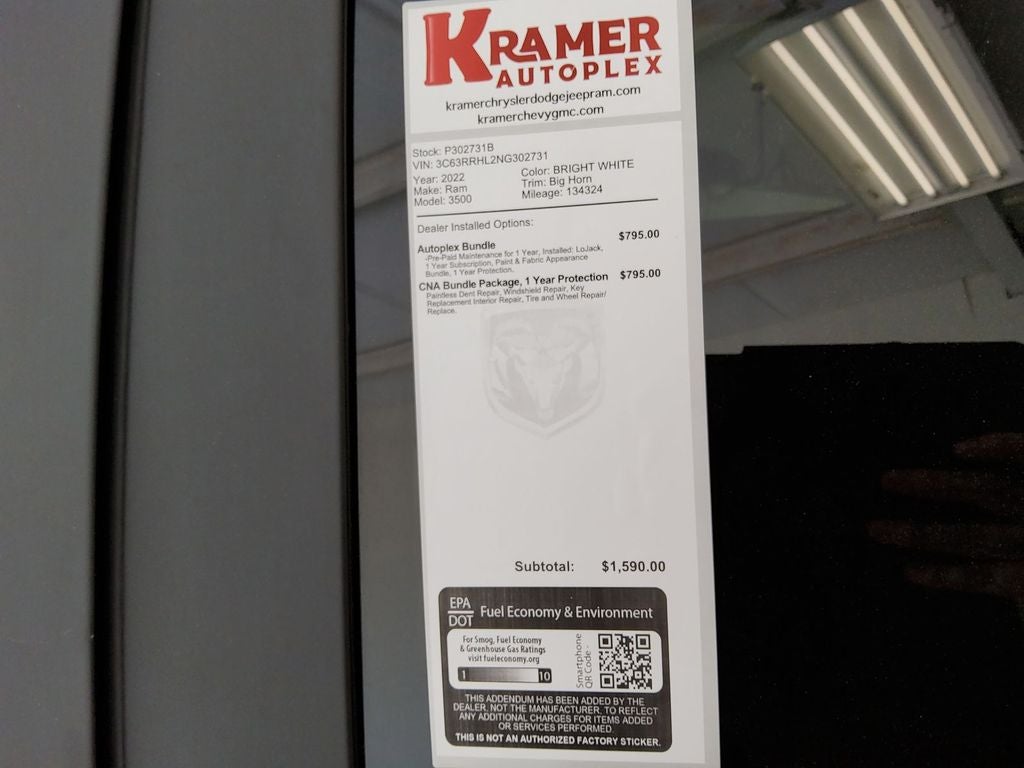 KRAMER
AUTOPLEX
kramerchryslerdodgejeepram.com
kramerchevygmc.com
Stock: P302731B
VIN: 3C63RRHL2NG302731
Year: 2022 Color: BRIGHT WHITE
Make: Ram Trim: Big Horn
Model: 3500 Mileage: 134324
Dealer Installed Options:
Autoplex Bundle $795.00
-Pre-Paid Maintenance for 1 Year, Installed: LoJack,
1 Year Subscription, Paint & Fabric Appearance
Bundle, 1 Year Protection.
CNA Bundle Package, 1 Year Protection $795.00
Paintless Dent Repair, Windshield Repair, Key
Replacement Interior Repair, Tire and Wheel Repair/
Replace.
Subtotal: $1,590.00
EPA
DOT Fuel Economy & Environment
For Smog, Fuel Economy
& Greenhouse Gas Ratings
visit fueleconomy.org
1 10
Smartphone
QR Code
THIS ADDENDUM HAS BEEN ADDED BY THE
DEALER, NOT THE MANUFACTURER, TO REFLECT
ANY ADDITIONAL CHARGES FOR ITEMS ADDED
OR SERVICES PERFORMED.
THIS IS NOT AN AUTHORIZED FACTORY STICKER.